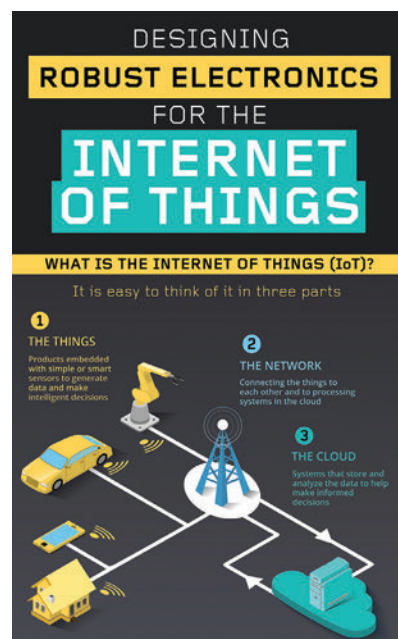 DESIGNING
ROBUST ELECTRONICS
FOR THE
INTERNET
OF THINGS
WHAT IS THE INTERNET OF THINGS (IoT)?
It is easy to think of it in three parts
1
THE THINGS
Products embedded
with simple or smart
sensors to generate
data and make
intelligent decisions
2
THE NETWORK
Connecting the things to
each other and to processing
systems in the cloud
3
THE CLOUD
Systems that store and
analyze the data to help
make informed
decisions